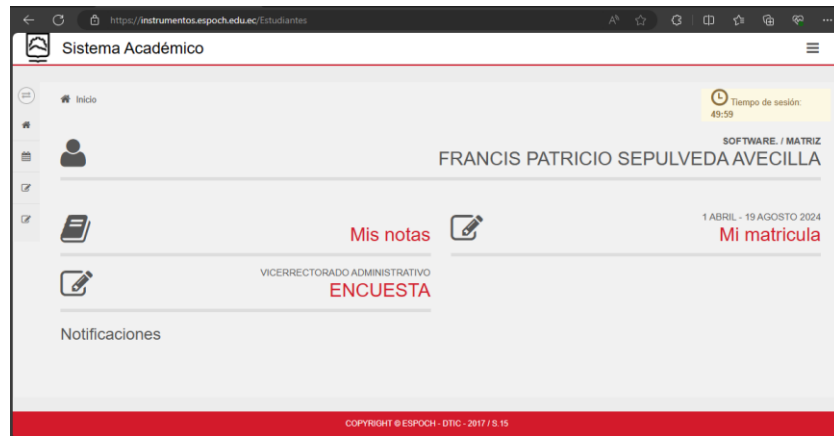 https://instrumentos.espoch.edu.ec/Estudiantes
Sistema Académico
Inicio
Tiempo de sesión:
49:59
SOFTWARE. / MATRIZ
FRANCIS PATRICIO SEPULVEDA AVECILLA
Mis notas
1 ABRIL - 19 AGOSTO 2024
Mi matricula
VICERRECTORADO ADMINISTRATIVO
ENCUESTA
Notificaciones
COPYRIGHT © ESPOCH - DTIC - 2017 / S.15